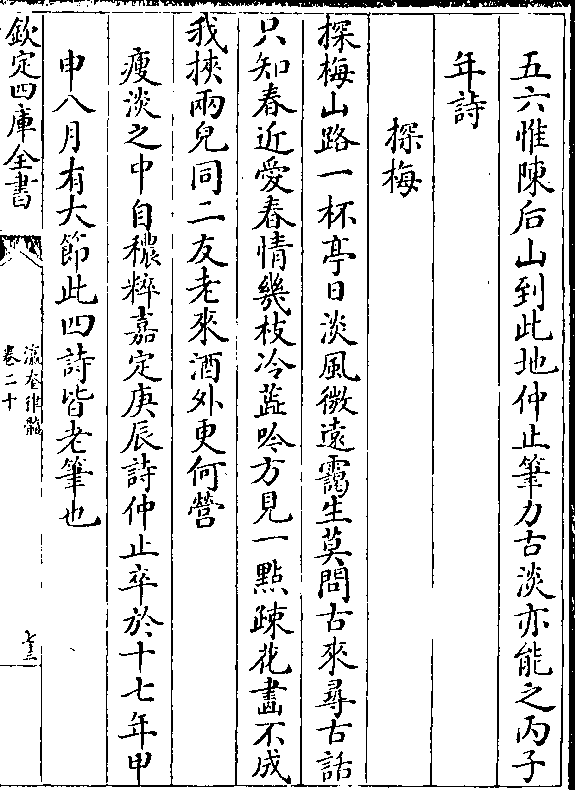 五六惟陳后山到此地仲止筆力古淡亦能之丙子
年詩
探梅
探梅山路一杯亭日淡風微遠靄生莫問古來尋古話
只知春近愛春情幾枝冷蘂吟方見一點疎花畵不成
我挾兩兒同二友老來酒外更何營
瘦淡之中自穠粹嘉定庚辰詩仲止卒於十七年甲
申八月有大節此四詩皆老筆也
欽定四庫全書
瀛奎律髓
卷二十